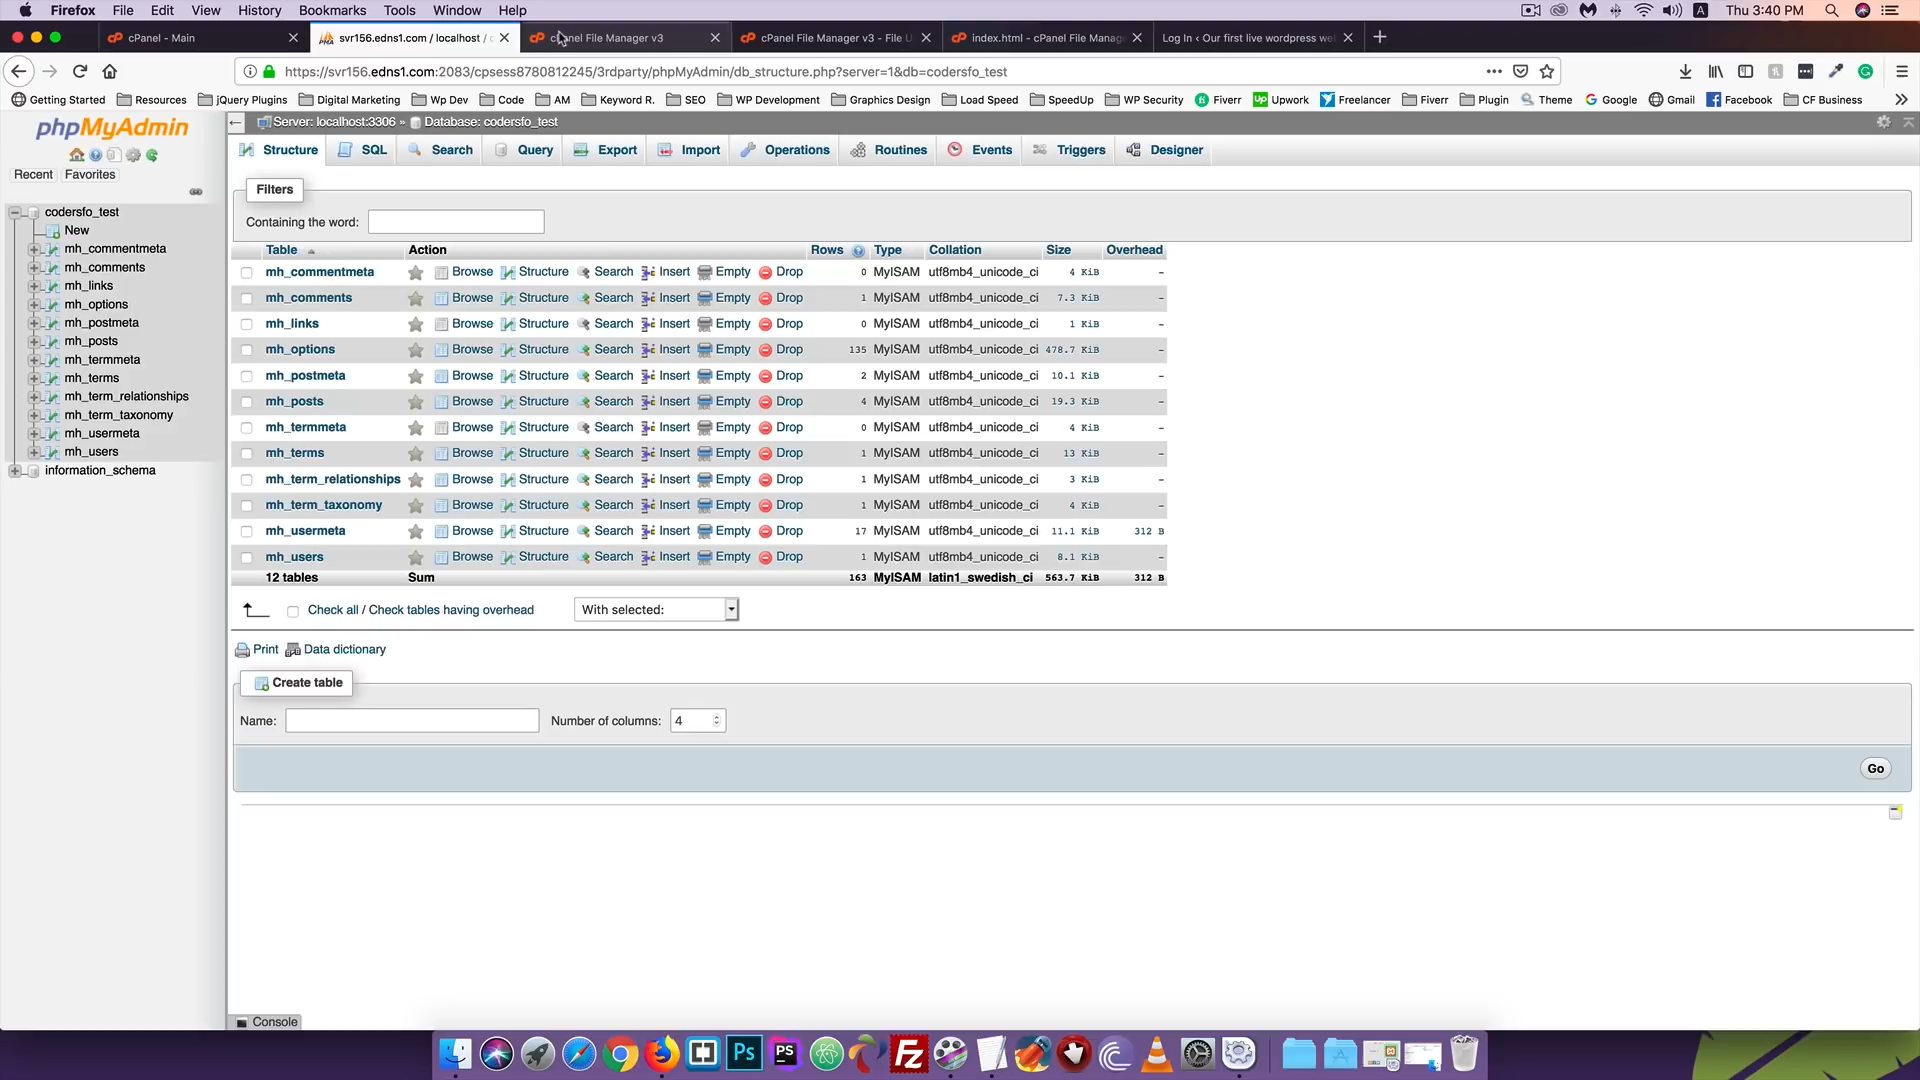 Firefox File Edit View History Bookmarks Tools Window Help
Thu 3:40 PM
cPanel - Main
svr156.edns1.com / localhost / c
cPanel File Manager v3
cPanel File Manager v3 - File U
index.html - cPanel File Manag
Log In ‹ Our first live wordpress we
https://svr156.edns1.com:2083/cpsess8780812245/3rdparty/phpMyAdmin/db_structure.php?server=1&db=codersfo_test
Getting Started Resources jQuery Plugins Digital Marketing Wp Dev Code AM Keyword R. SEO WP Development Graphics Design Load Speed SpeedUp WP Security Fiverr Upwork Freelancer Fiverr Plugin Theme Google Gmail Facebook CF Business
phpMyAdmin
Recent Favorites
codersfo_test
New
mh_commentmeta
mh_comments
mh_links
mh_options
mh_postmeta
mh_posts
mh_termmeta
mh_terms
mh_term_relationships
mh_term_taxonomy
mh_usermeta
mh_users
information_schema
Server: localhost:3306 » Database: codersfo_test
Structure SQL Search Query Export Import Operations Routines Events Triggers Designer
Filters
Containing the word:
Table Action Rows Type Collation Size Overhead
mh_commentmeta Browse Structure Search Insert Empty Drop 0 MyISAM utf8mb4_unicode_ci 4 KiB -
mh_comments Browse Structure Search Insert Empty Drop 1 MyISAM utf8mb4_unicode_ci 7.3 KiB -
mh_links Browse Structure Search Insert Empty Drop 0 MyISAM utf8mb4_unicode_ci 1 KiB -
mh_options Browse Structure Search Insert Empty Drop 135 MyISAM utf8mb4_unicode_ci 478.7 KiB -
mh_postmeta Browse Structure Search Insert Empty Drop 2 MyISAM utf8mb4_unicode_ci 10.1 KiB -
mh_posts Browse Structure Search Insert Empty Drop 4 MyISAM utf8mb4_unicode_ci 19.3 KiB -
mh_termmeta Browse Structure Search Insert Empty Drop 0 MyISAM utf8mb4_unicode_ci 4 KiB -
mh_terms Browse Structure Search Insert Empty Drop 1 MyISAM utf8mb4_unicode_ci 13 KiB -
mh_term_relationships Browse Structure Search Insert Empty Drop 1 MyISAM utf8mb4_unicode_ci 3 KiB -
mh_term_taxonomy Browse Structure Search Insert Empty Drop 1 MyISAM utf8mb4_unicode_ci 4 KiB -
mh_usermeta Browse Structure Search Insert Empty Drop 17 MyISAM utf8mb4_unicode_ci 11.1 KiB 312 B
mh_users Browse Structure Search Insert Empty Drop 1 MyISAM utf8mb4_unicode_ci 8.1 KiB -
12 tables Sum 163 MyISAM latin1_swedish_ci 563.7 KiB 312 B
Check all / Check tables having overhead With selected:
Print Data dictionary
Create table
Name: Number of columns: 4
Go
Console
Ps PS Fz